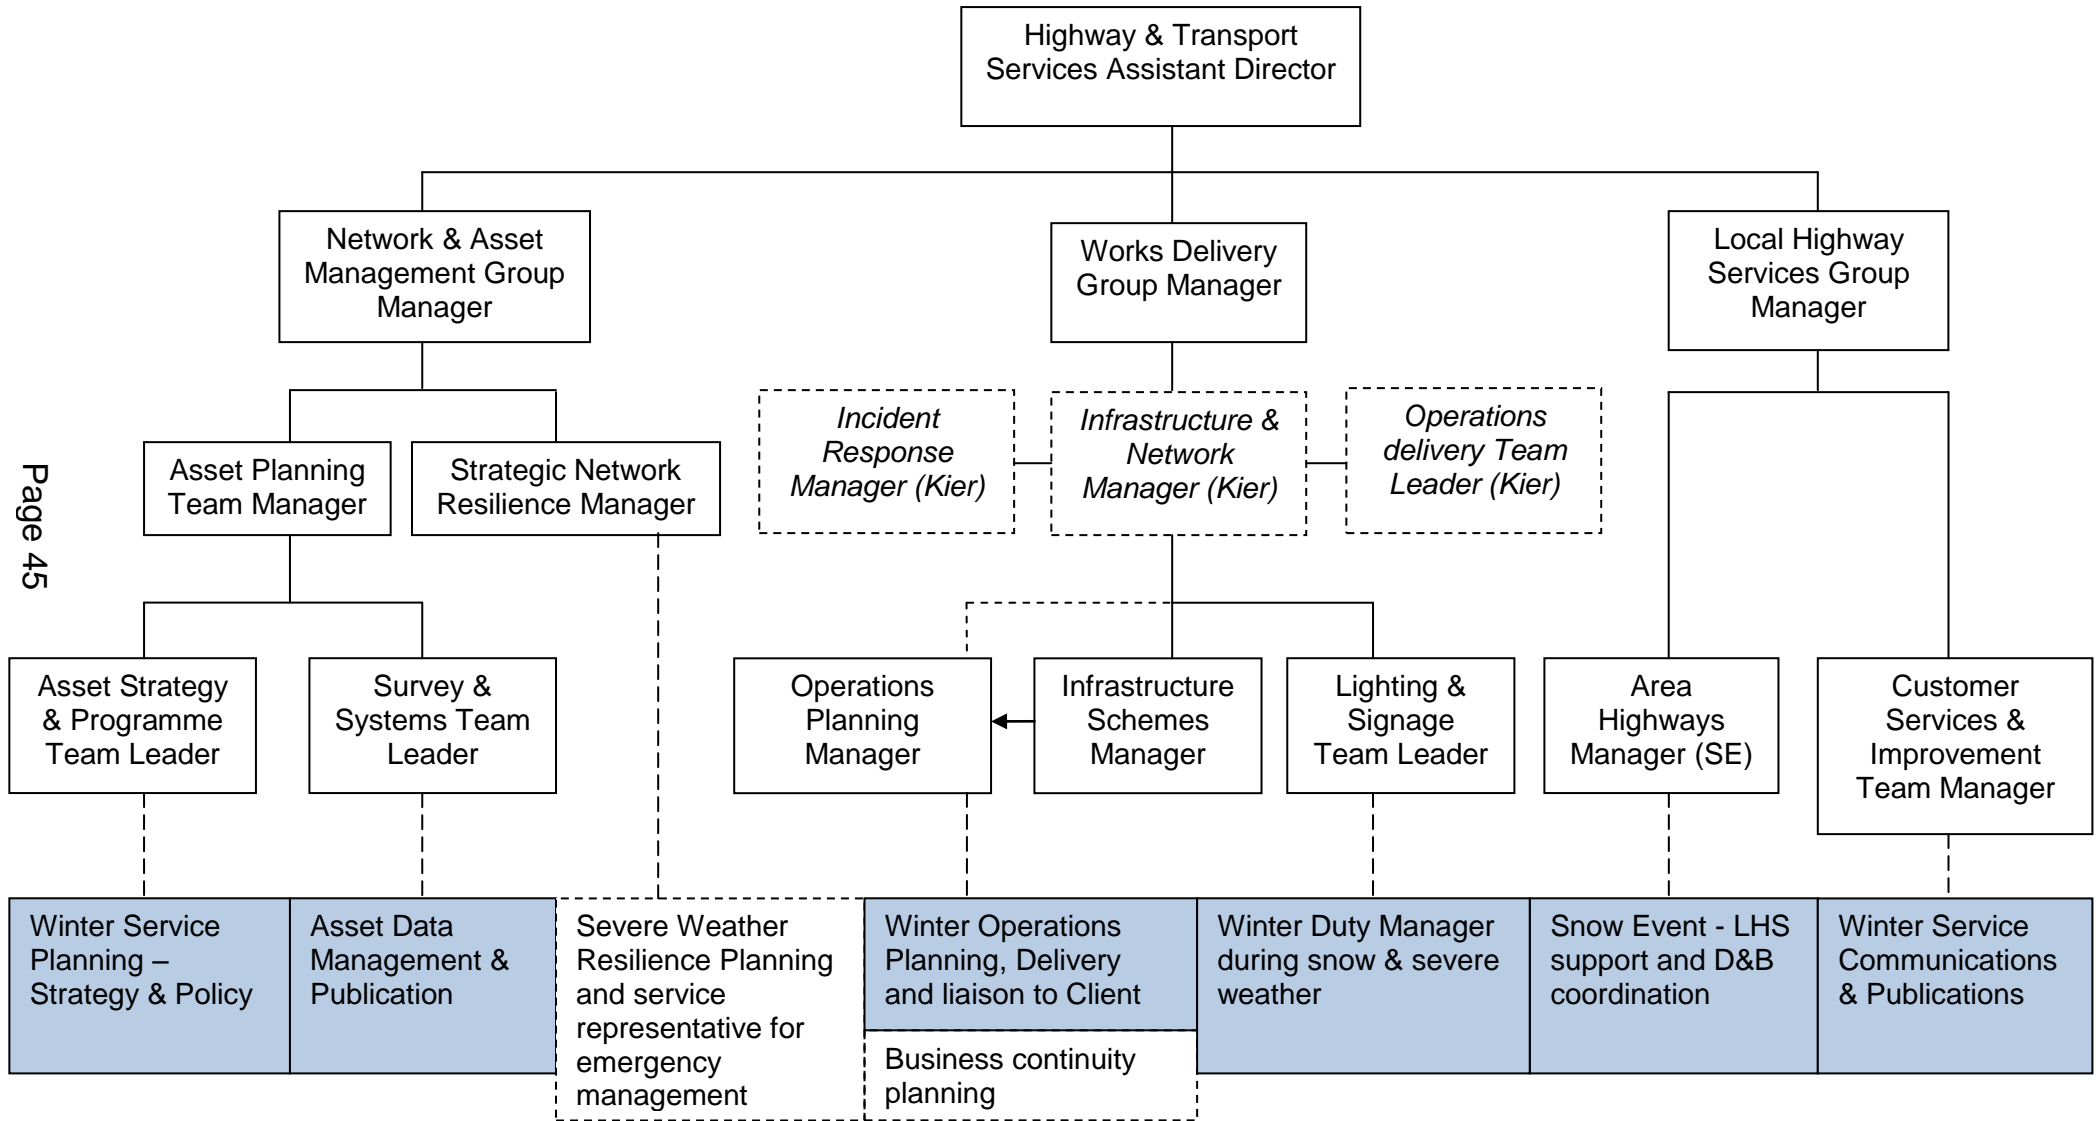 Highway & Transport
Services Assistant Director
Network & Asset
Management Group
Manager
Works Delivery
Group Manager
Local Highway
Services Group
Manager
Incident
Response
Manager (Kier)
Infrastructure &
Network
Manager (Kier)
Operations
delivery Team
Leader (Kier)
Asset Planning
Team Manager
Strategic Network
Resilience Manager
Page 45
Asset Strategy
& Programme
Team Leader
Survey &
Systems Team
Leader
Operations
Planning
Manager
Infrastructure
Schemes
Manager
Lighting &
Signage
Team Leader
Area
Highways
Manager (SE)
Customer
Services &
Improvement
Team Manager
Winter Service
Planning –
Strategy & Policy
Asset Data
Management &
Publication
Severe Weather
Resilience Planning
and service
representative for
emergency
management
Winter Operations
Planning, Delivery
and liaison to Client
Business continuity
planning
Winter Duty Manager
during snow & severe
weather
Snow Event - LHS
support and D&B
coordination
Winter Service
Communications
& Publications